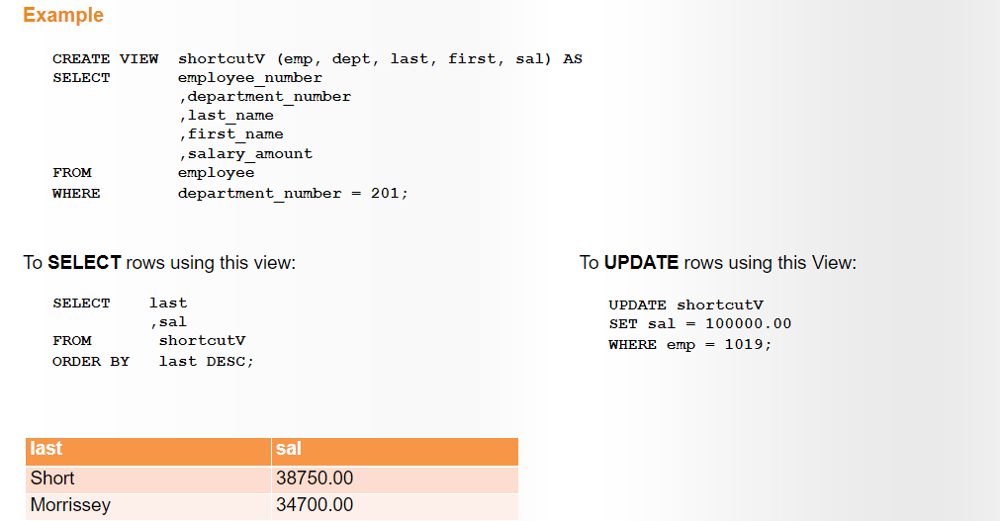 Example
CREATE VIEW shortcutV (emp, dept, last, first, sal) AS
SELECT employee_number
,department_number
,last_name
,first_name
,salary_amount
FROM employee
WHERE department_number = 201;
To SELECT rows using this view:
SELECT last
,sal
FROM shortcutV
ORDER BY last DESC;
To UPDATE rows using this View:
UPDATE shortcutV
SET sal = 100000.00
WHERE emp = 1019;
last sal
Short 38750.00
Morrissey 34700.00